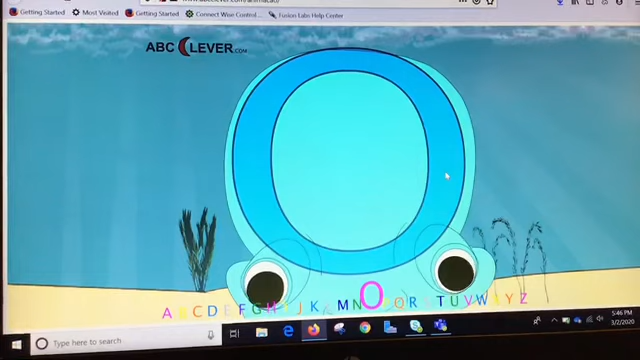 Getting Started Most Visited Getting Started Connect Wise Control... Fusion Labs Help Center
ABC CLEVER.COM
O
A B C D E F G H I J K L M N O P Q R S T U V W X Y Z
5:46 PM
Type here to search
3/2/2020